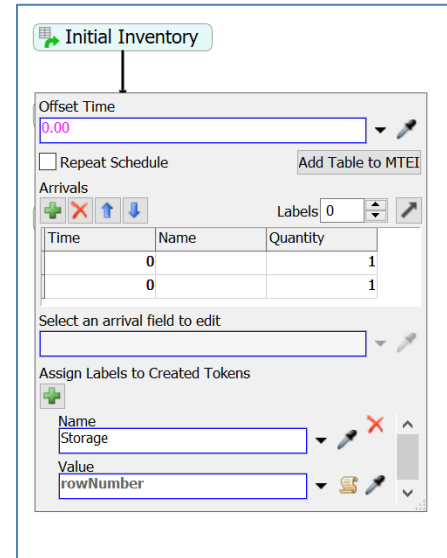 Initial Inventory
Offset Time
0.00
Repeat Schedule Add Table to MTEI
Arrivals
Labels 0
Time Name Quantity
0 1
0 1
Select an arrival field to edit
Assign Labels to Created Tokens
Name
Storage
Value
rowNumber